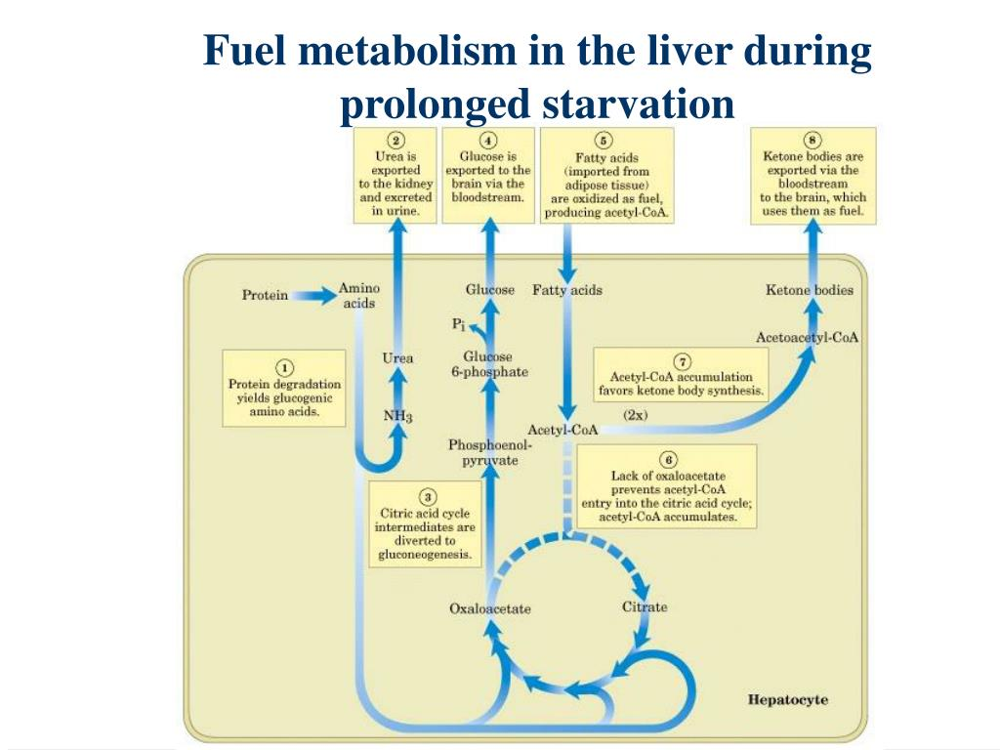 Fuel metabolism in the liver during
prolonged starvation
2
Urea is
exported
to the kidney
and excreted
in urine.
4
Glucose is
exported to the
brain via the
bloodstream.
5
Fatty acids
(imported from
adipose tissue)
are oxidized as fuel,
producing acetyl-CoA.
8
Ketone bodies are
exported via the
bloodstream
to the brain, which
uses them as fuel.
Protein
Amino
acids
Glucose
Fatty acids
Ketone bodies
Pi
Acetoacetyl-CoA
Urea
Glucose
6-phosphate
1
Protein degradation
yields glucogenic
amino acids.
7
Acetyl-CoA accumulation
favors ketone body synthesis.
NH3
(2x)
Acetyl-CoA
Phosphoenol-
pyruvate
6
Lack of oxaloacetate
prevents acetyl-CoA
entry into the citric acid cycle;
acetyl-CoA accumulates.
3
Citric acid cycle
intermediates are
diverted to
gluconeogenesis.
Oxaloacetate
Citrate
Hepatocyte